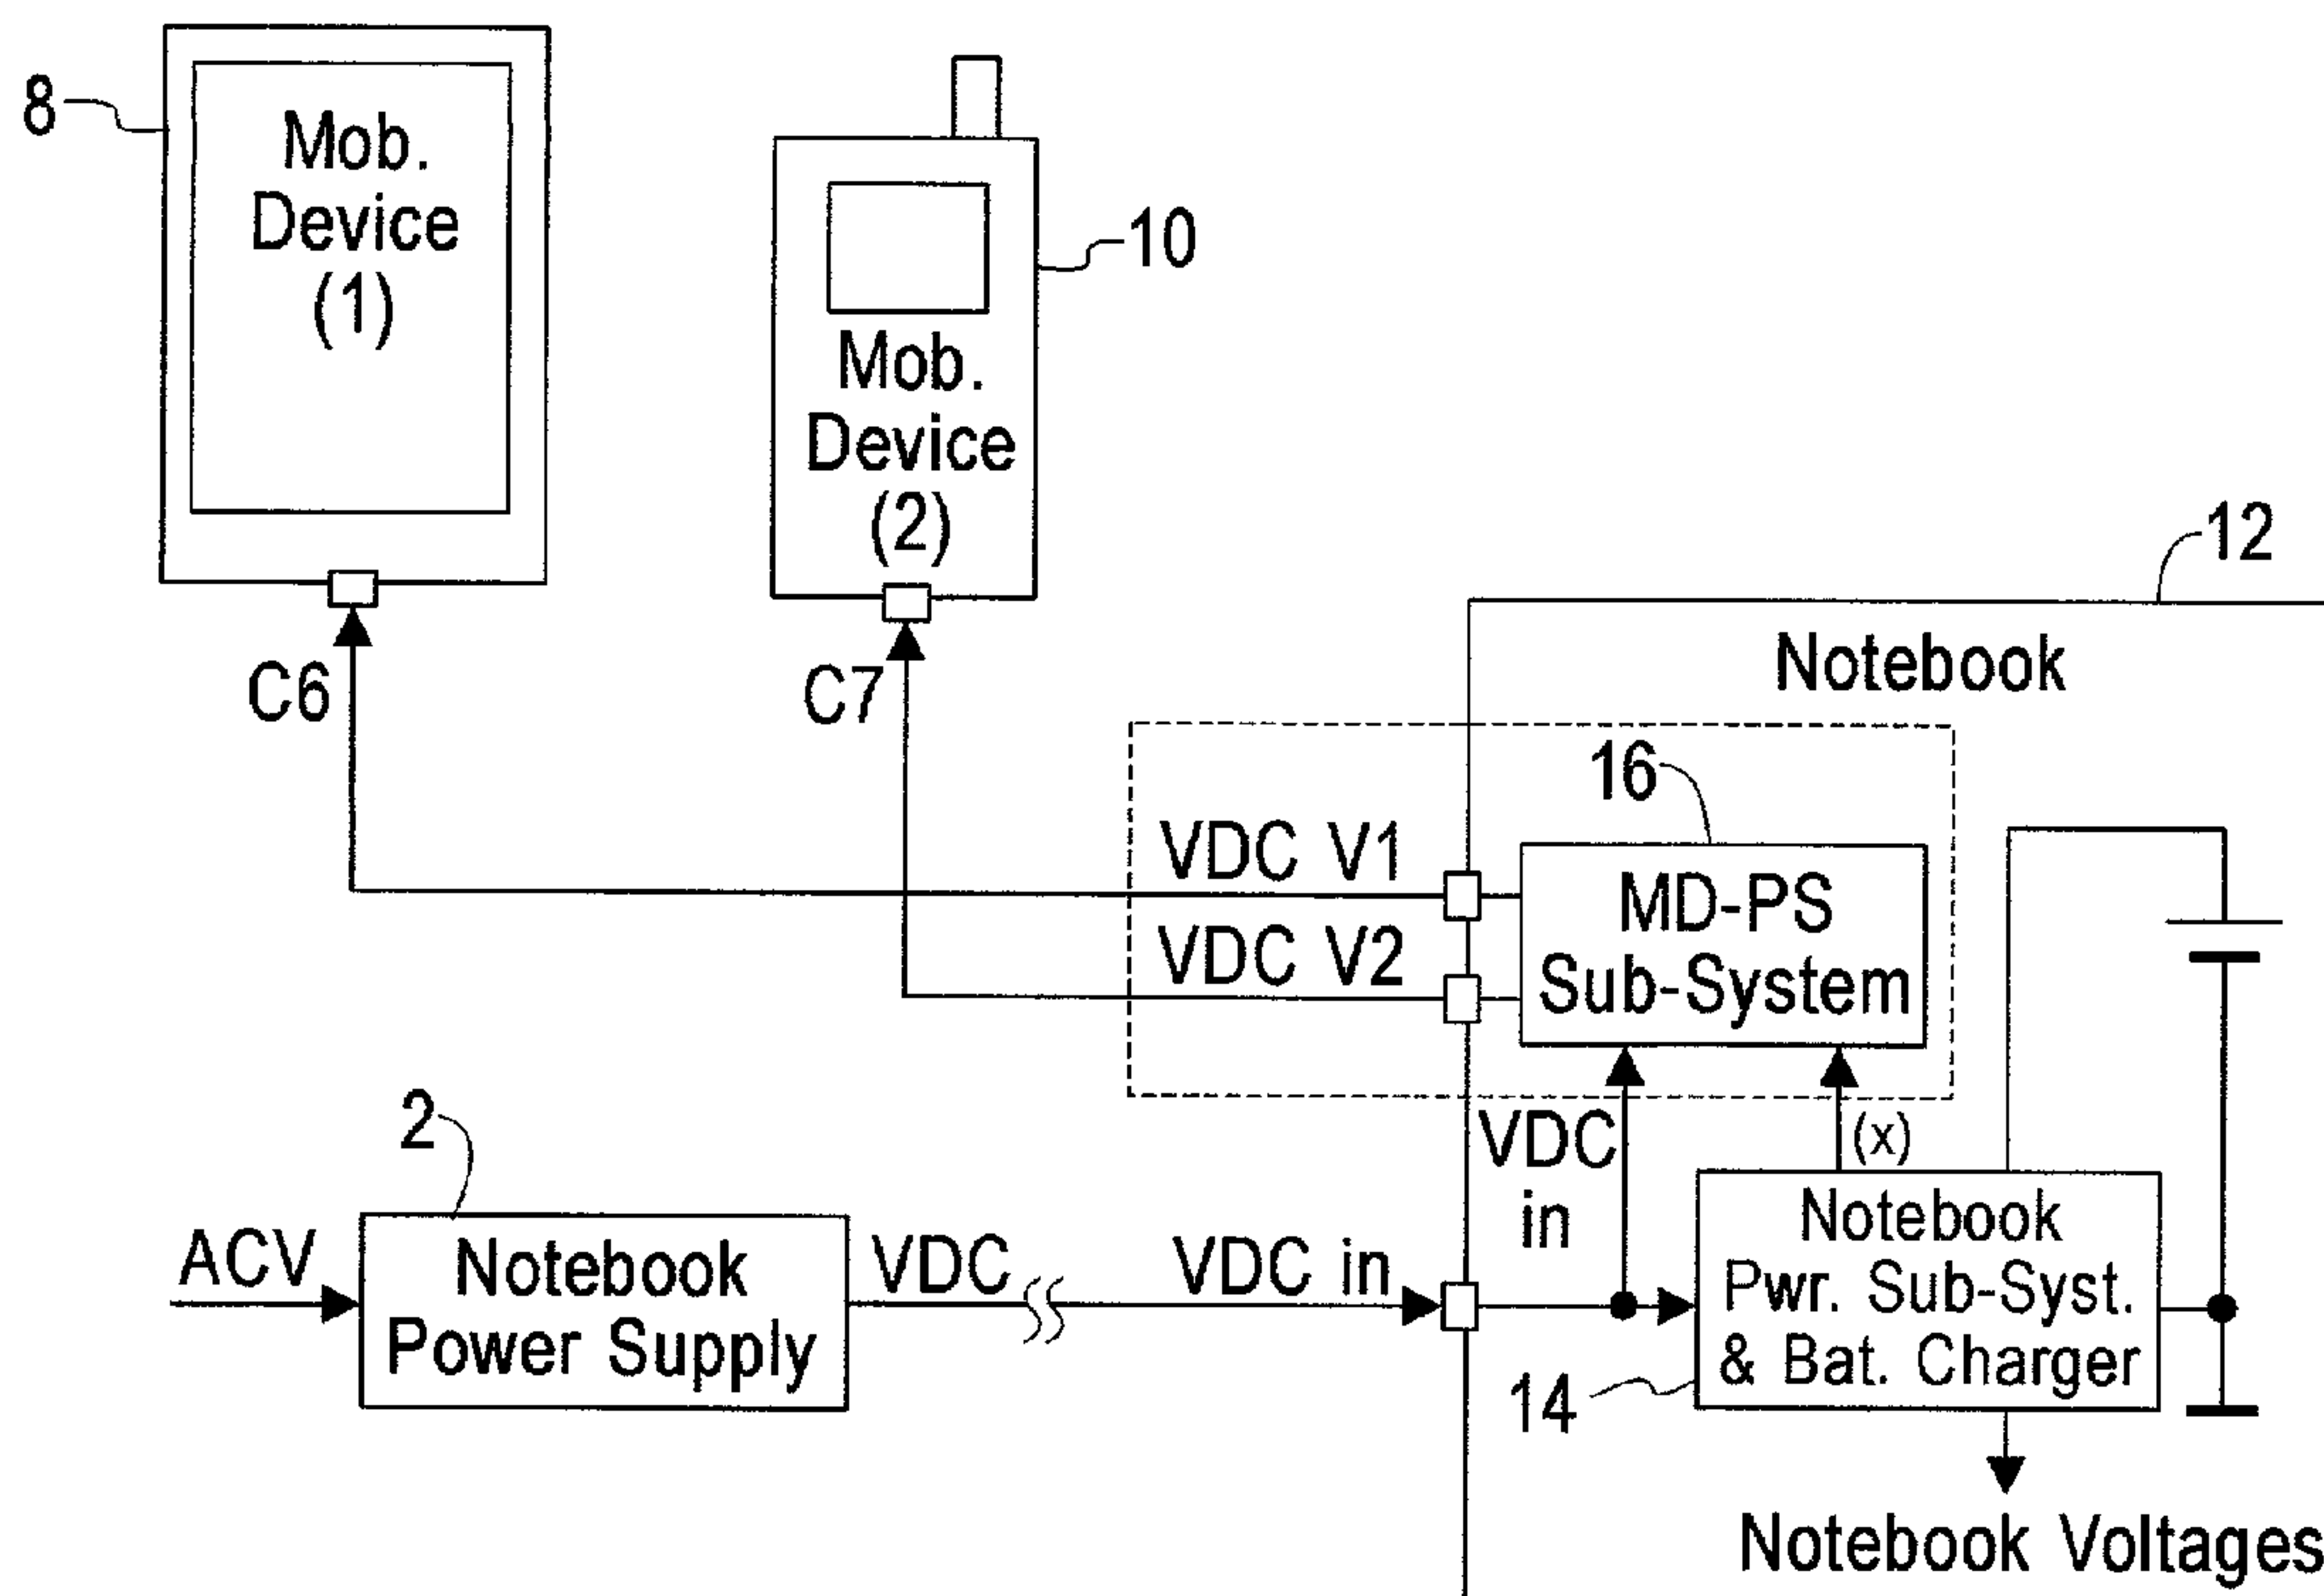 8
Mob.
Device
(1)
10
Mob.
Device
(2)
12
Notebook
C6
C7
16
VDC V1
VDC V2
MD-PS
Sub-System
2
VDC
in
(x)
ACV
Notebook
Power Supply
VDC
VDC in
Notebook
Pwr. Sub-Syst.
& Bat. Charger
14
Notebook Voltages